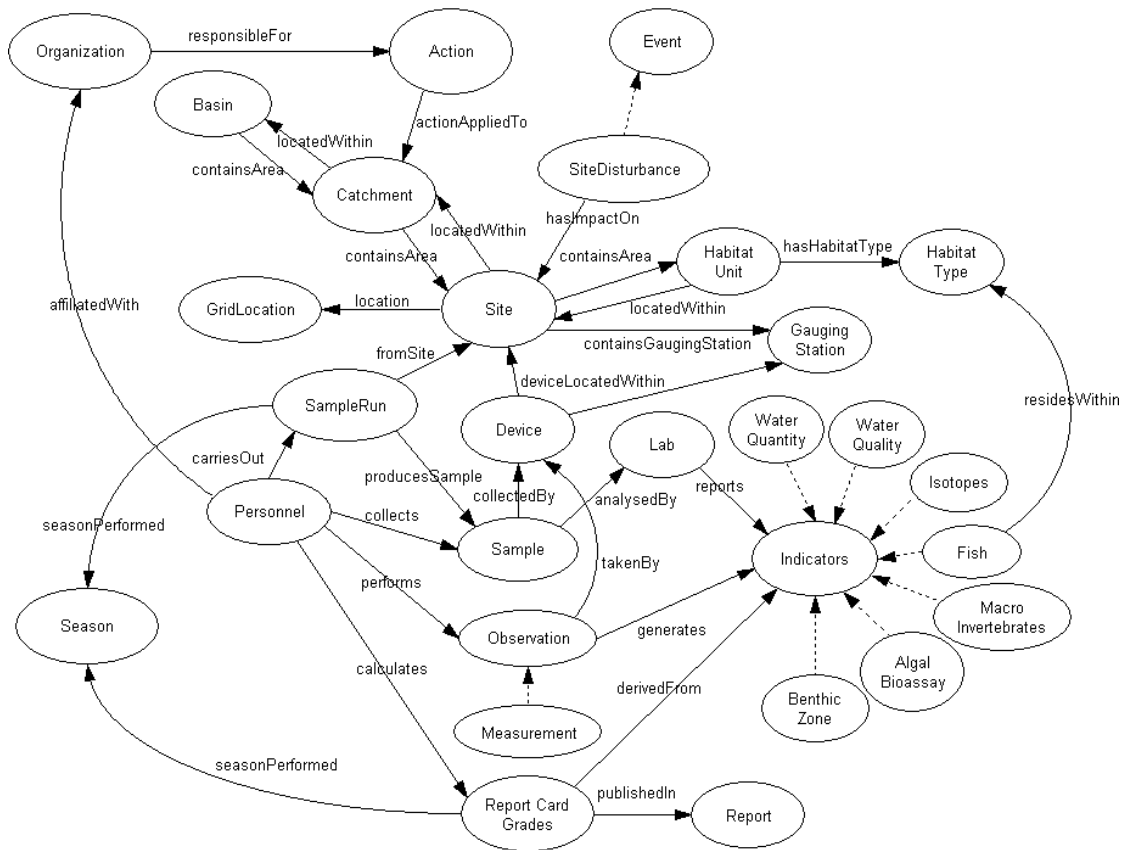 Organization
responsibleFor
Action
Event
Basin
locatedWithin
actionAppliedTo
containsArea
Catchment
SiteDisturbance
hasImpactOn
locatedWithin
containsArea
containsArea
Habitat
Unit
hasHabitatType
Habitat
Type
affiliatedWith
GridLocation
location
Site
locatedWithin
containsGaugingStation
Gauging
Station
fromSite
deviceLocatedWithin
SampleRun
residesWithin
Device
Lab
Water
Quantity
Water
Quality
carriesOut
producesSample
collectedBy
analysedBy
reports
Isotopes
seasonPerformed
Personnel
collects
Sample
Indicators
Fish
takenBy
performs
Season
Observation
generates
Macro
Invertebrates
calculates
derivedFrom
Algal
Bioassay
Benthic
Zone
Measurement
seasonPerformed
Report Card
Grades
publishedIn
Report